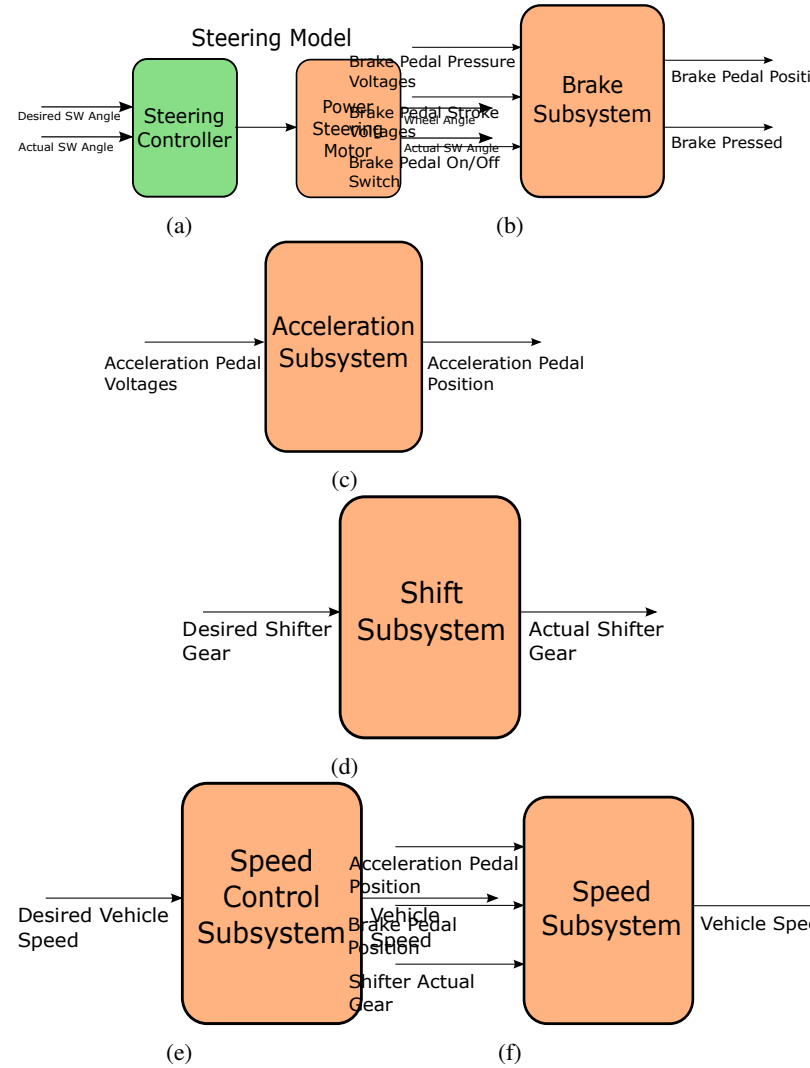 Steering Model
Desired SW Angle
Actual SW Angle
Steering
Controller
Power
Steering
Motor
Wheel Angle
Actual SW Angle
(a)
Brake Pedal Pressure
Voltages
Brake Pedal Stroke
Voltages
Brake Pedal On/Off
Switch
Brake
Subsystem
Brake Pedal Positi
Brake Pressed
(b)
Acceleration Pedal
Voltages
Acceleration
Subsystem
Acceleration Pedal
Position
(c)
Desired Shifter
Gear
Shift
Subsystem
Actual Shifter
Gear
(d)
Desired Vehicle
Speed
Speed
Control
Subsystem
Vehicle
Speed
(e)
Acceleration Pedal
Position
Brake Pedal
Position
Shifter Actual
Gear
Speed
Subsystem
Vehicle Spee
(f)